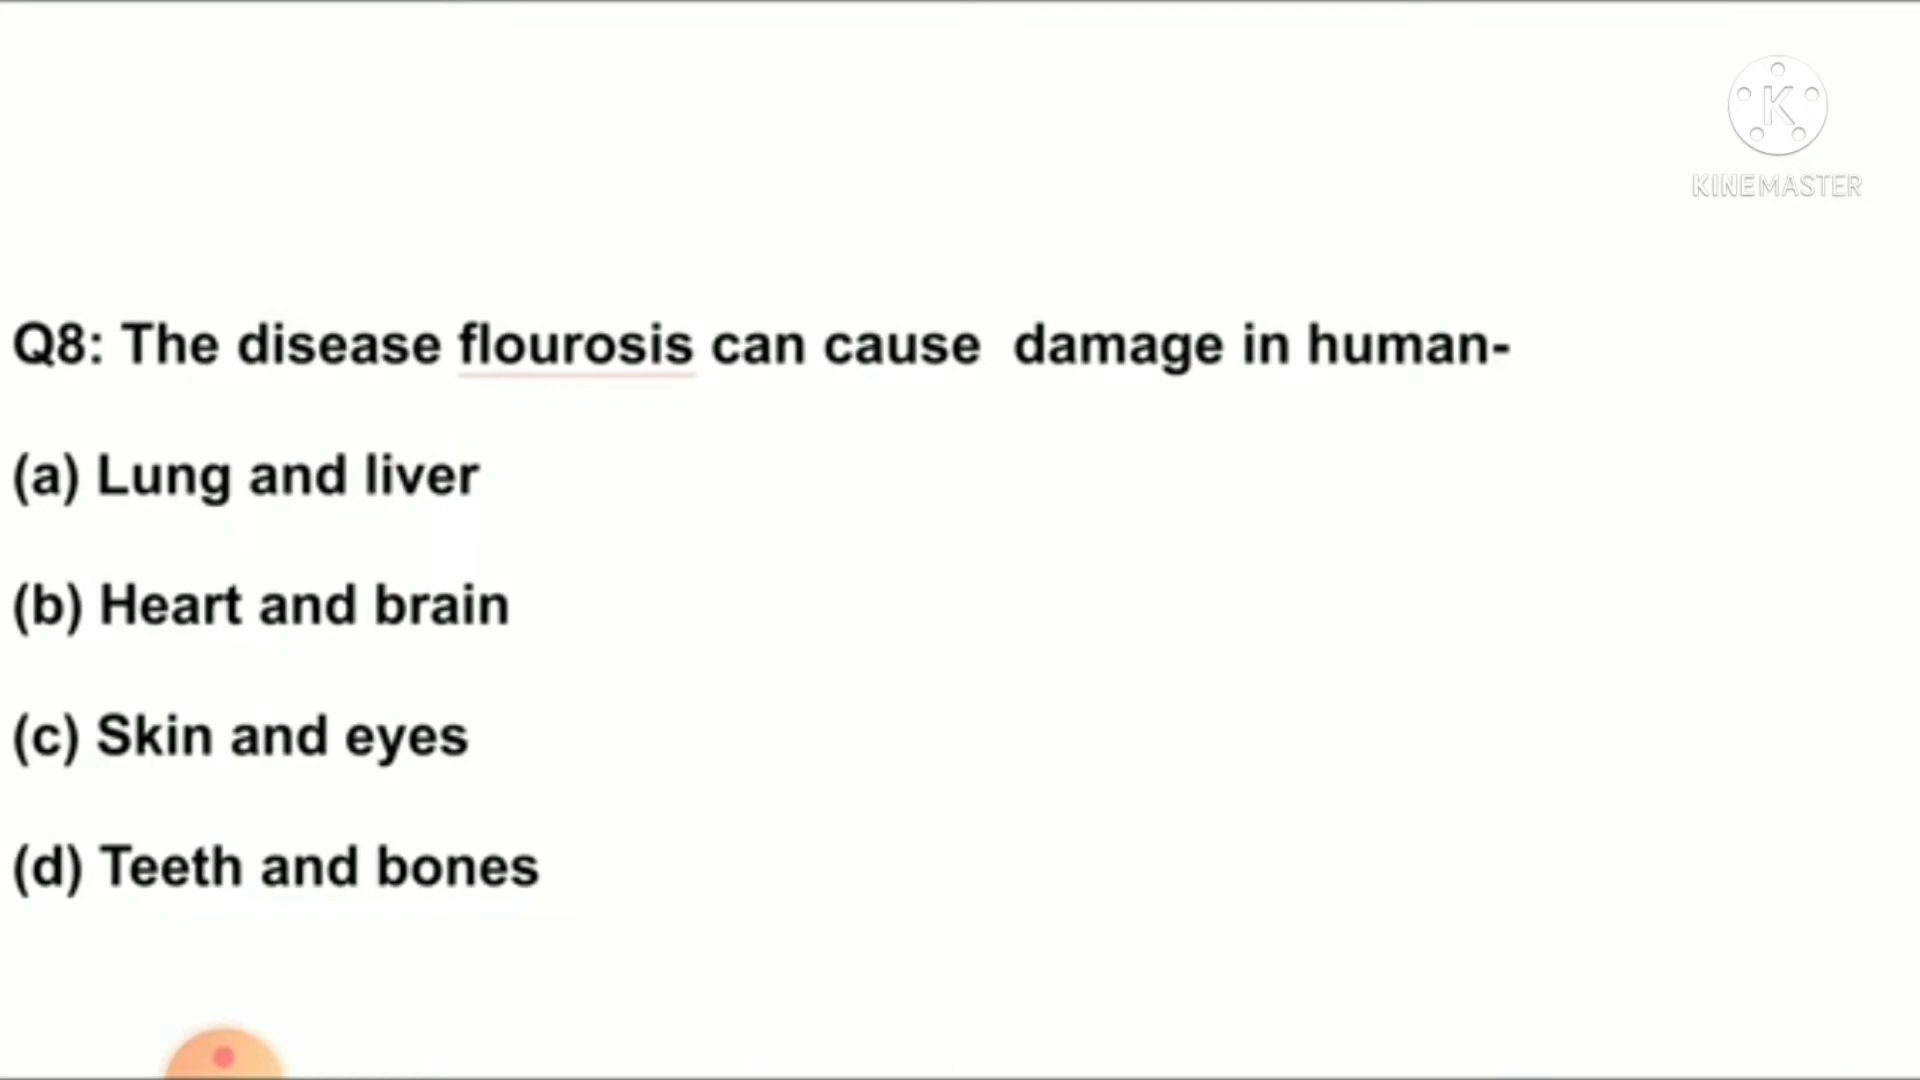 K
KINEMASTER
Q8: The disease flourosis can cause damage in human-
(a) Lung and liver
(b) Heart and brain
(c) Skin and eyes
(d) Teeth and bones